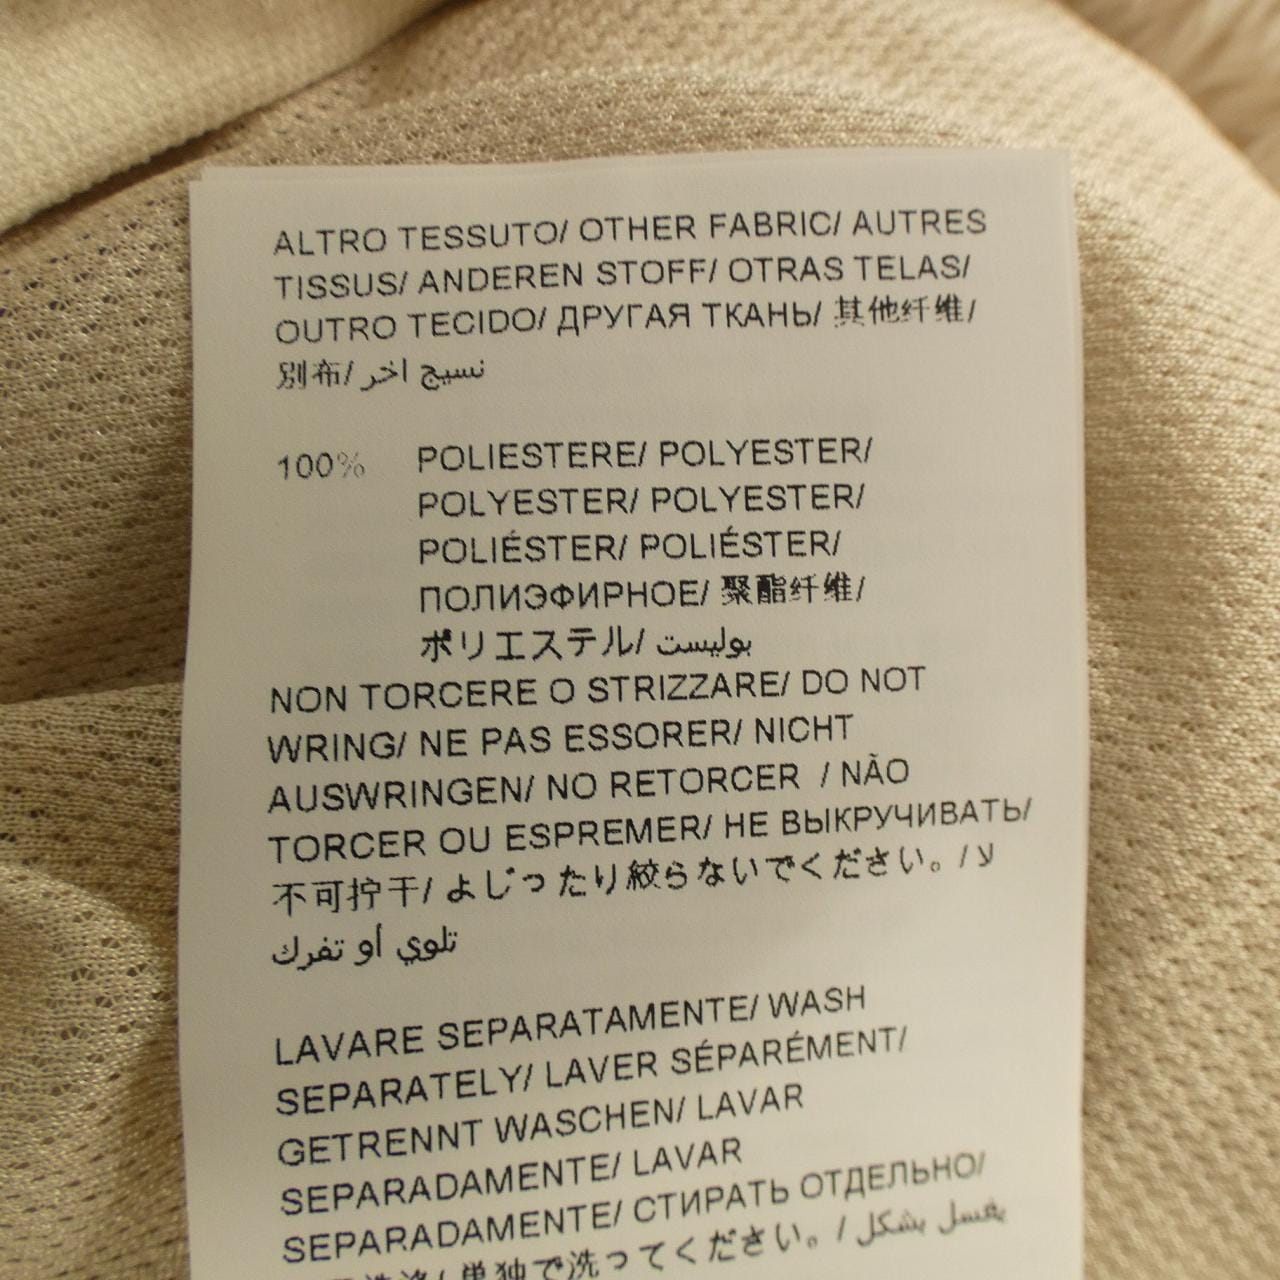 ALTRO TESSUTO/ OTHER FABRIC/ AUTRES
TISSUS/ ANDEREN STOFF/ OTRAS TELAS/
OUTRO TECIDO/ ДРУГАЯ ТКАНЬ/ 其他纤维/
別布/ نسيج اخر
100% POLIESTERE/ POLYESTER/
POLYESTER/ POLYESTER/
POLIÉSTER/ POLIÉSTER/
ПОЛИЭФИРНОЕ/ 聚酯纤维/
ポリエステル/ بوليست
NON TORCERE O STRIZZARE/ DO NOT
WRING/ NE PAS ESSORER/ NICHT
AUSWRINGEN/ NO RETORCER / NÃO
TORCER OU ESPREMER/ НЕ ВЫКРУЧИВАТЬ/
不可拧干/ よじったり絞らないでください。/ لا
تلوي أو تفرك
LAVARE SEPARATAMENTE/ WASH
SEPARATELY/ LAVER SÉPARÉMENT/
GETRENNT WASCHEN/ LAVAR
SEPARADAMENTE/ LAVAR
SEPARADAMENTE/ СТИРАТЬ ОТДЕЛЬНО/
単独で洗ってください。/ يغسل بشكل